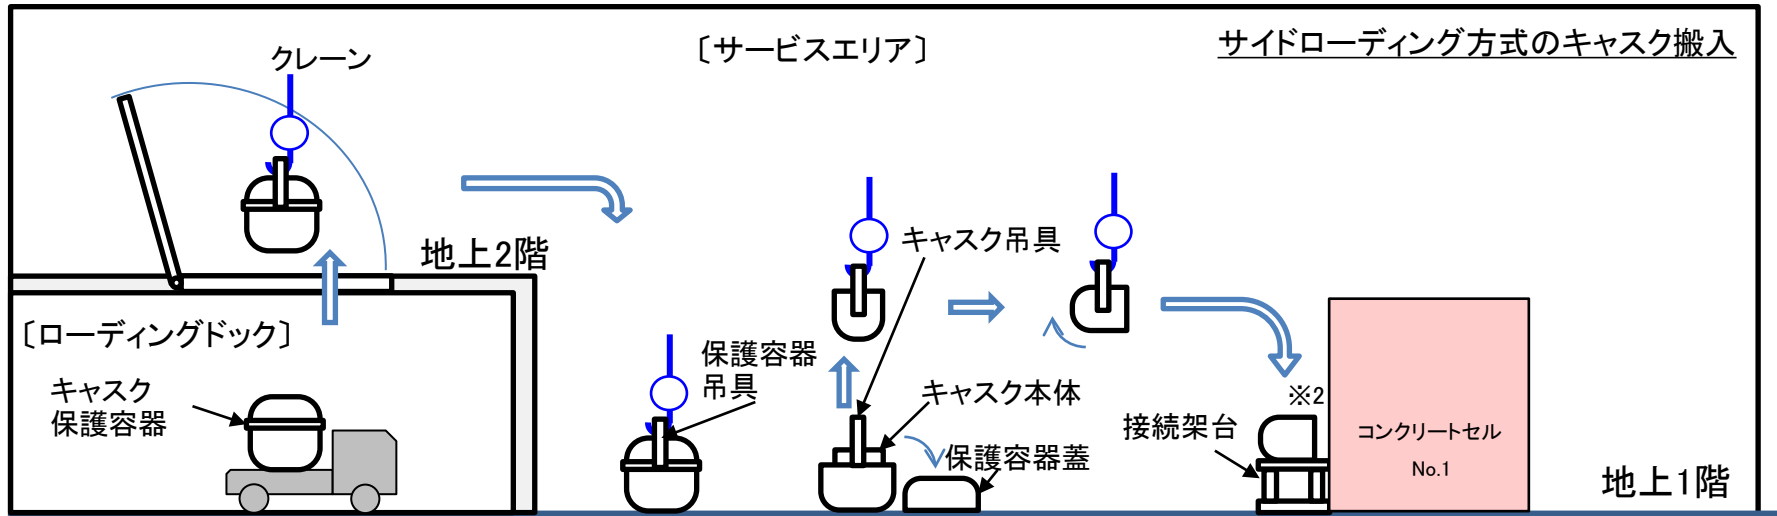 サイドローディング方式のキャスク搬入
〔サービスエリア〕
クレーン
地上2階
キャスク吊具
〔ローディングドック〕
保護容器
吊具
キャスク
保護容器
キャスク本体
※2
接続架台
保護容器蓋
コンクリートセル
No.1
地上1階